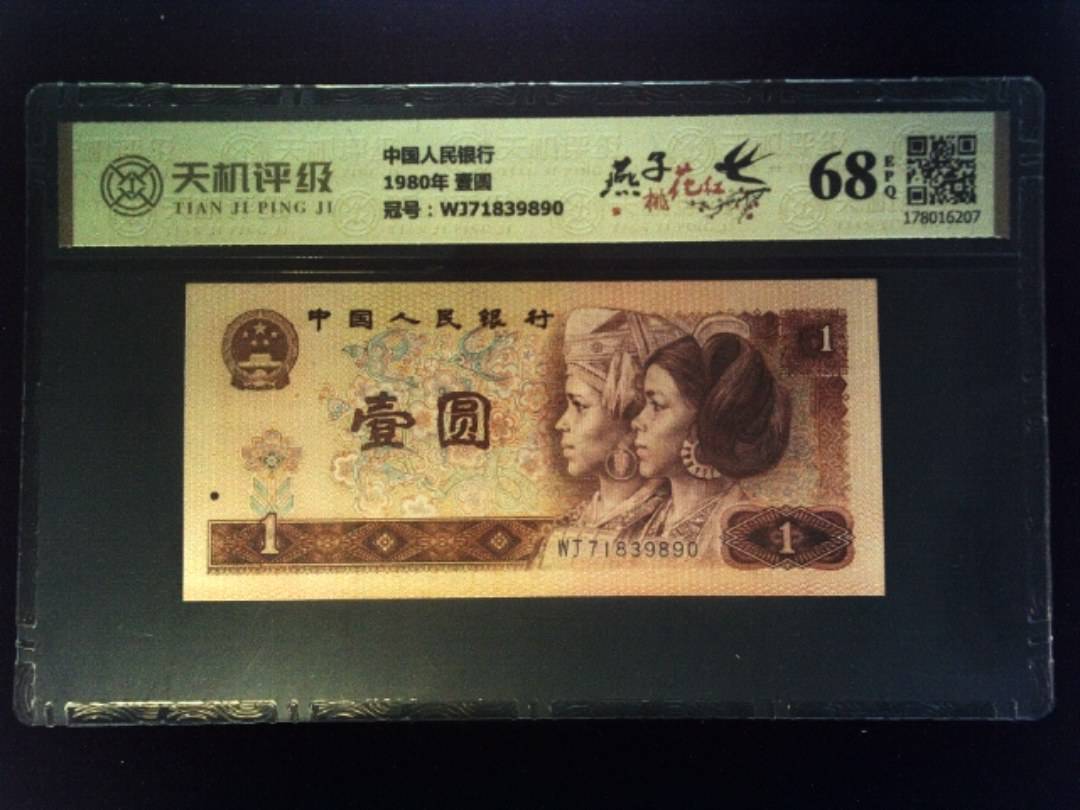 天机评级
TIAN JI PING JI
中国人民银行
1980年 壹圆
冠号：WJ71839890
燕子
桃花红
68
EPQ
178016207
中国人民银行
壹圆
1
1
WJ71839890
1